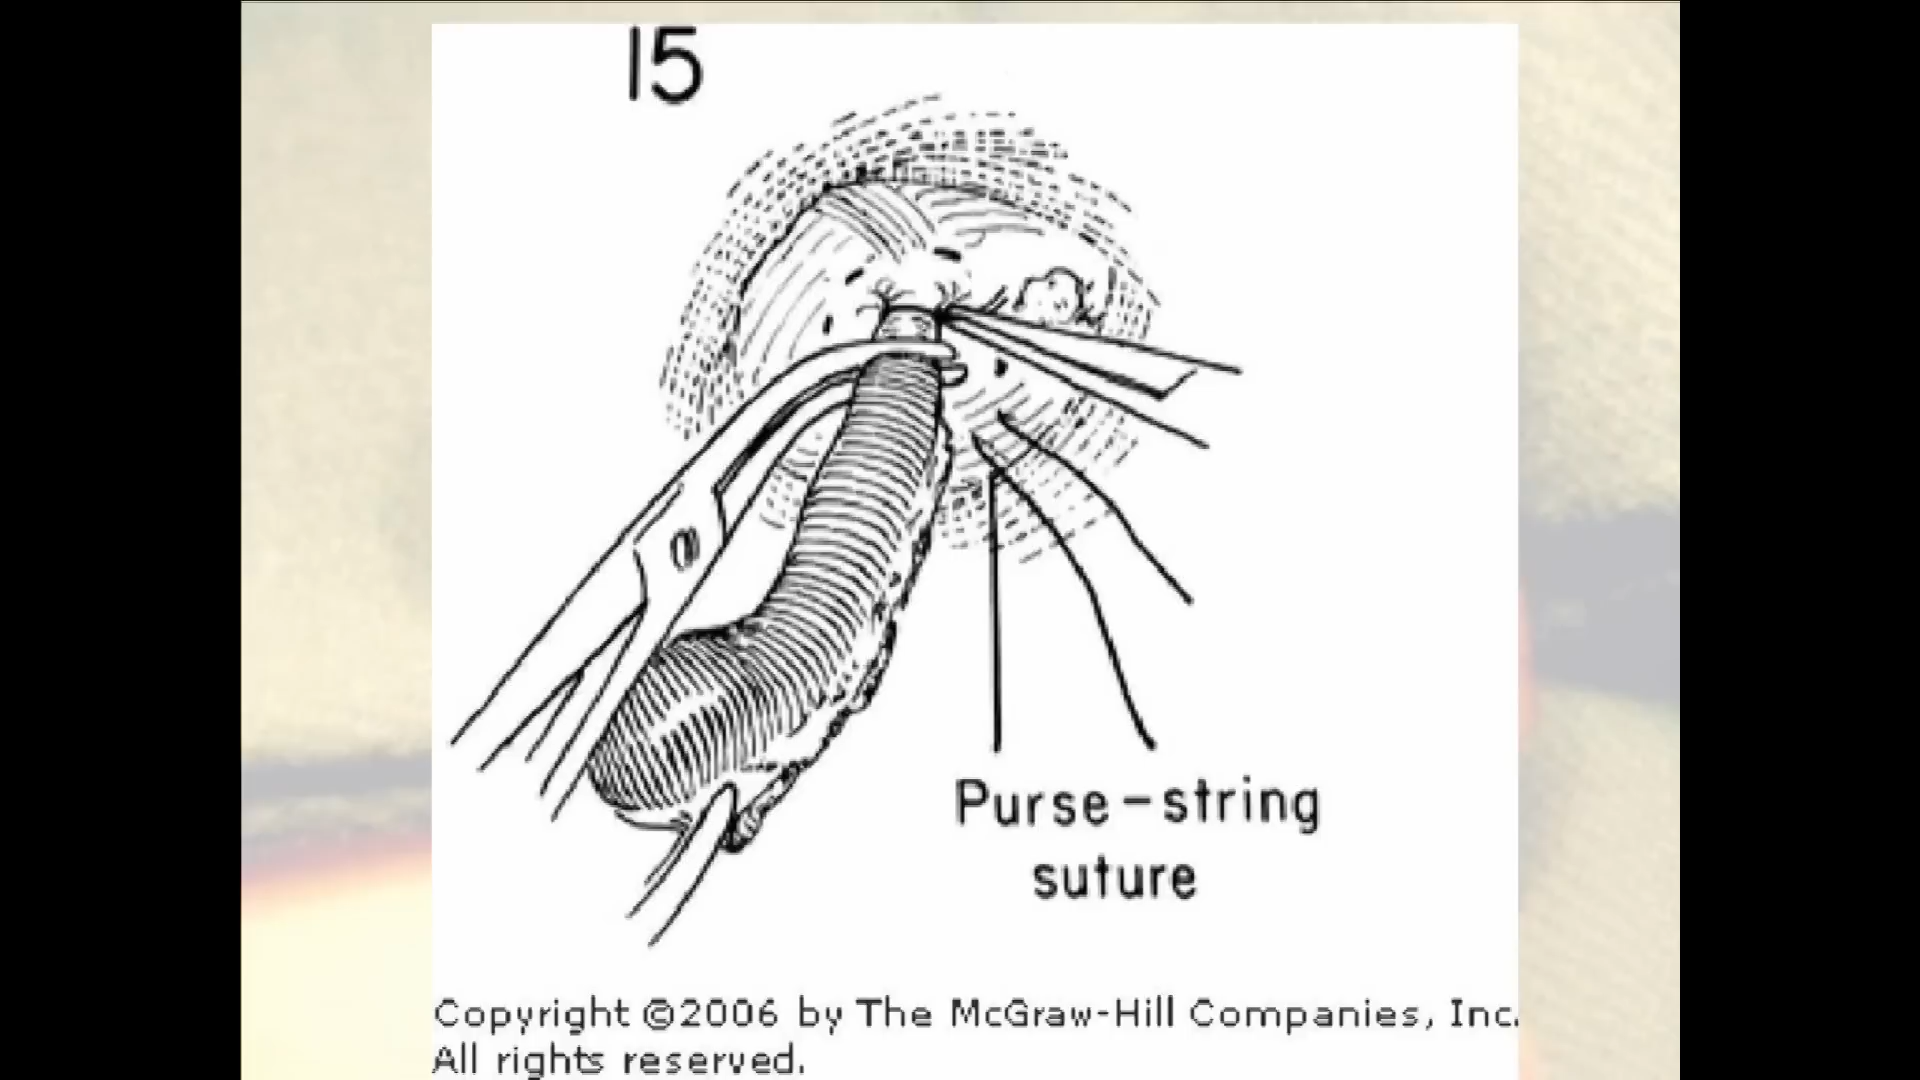 15
Purse-string
suture
Copyright ©2006 by The McGraw-Hill Companies, Inc.
All rights reserved.